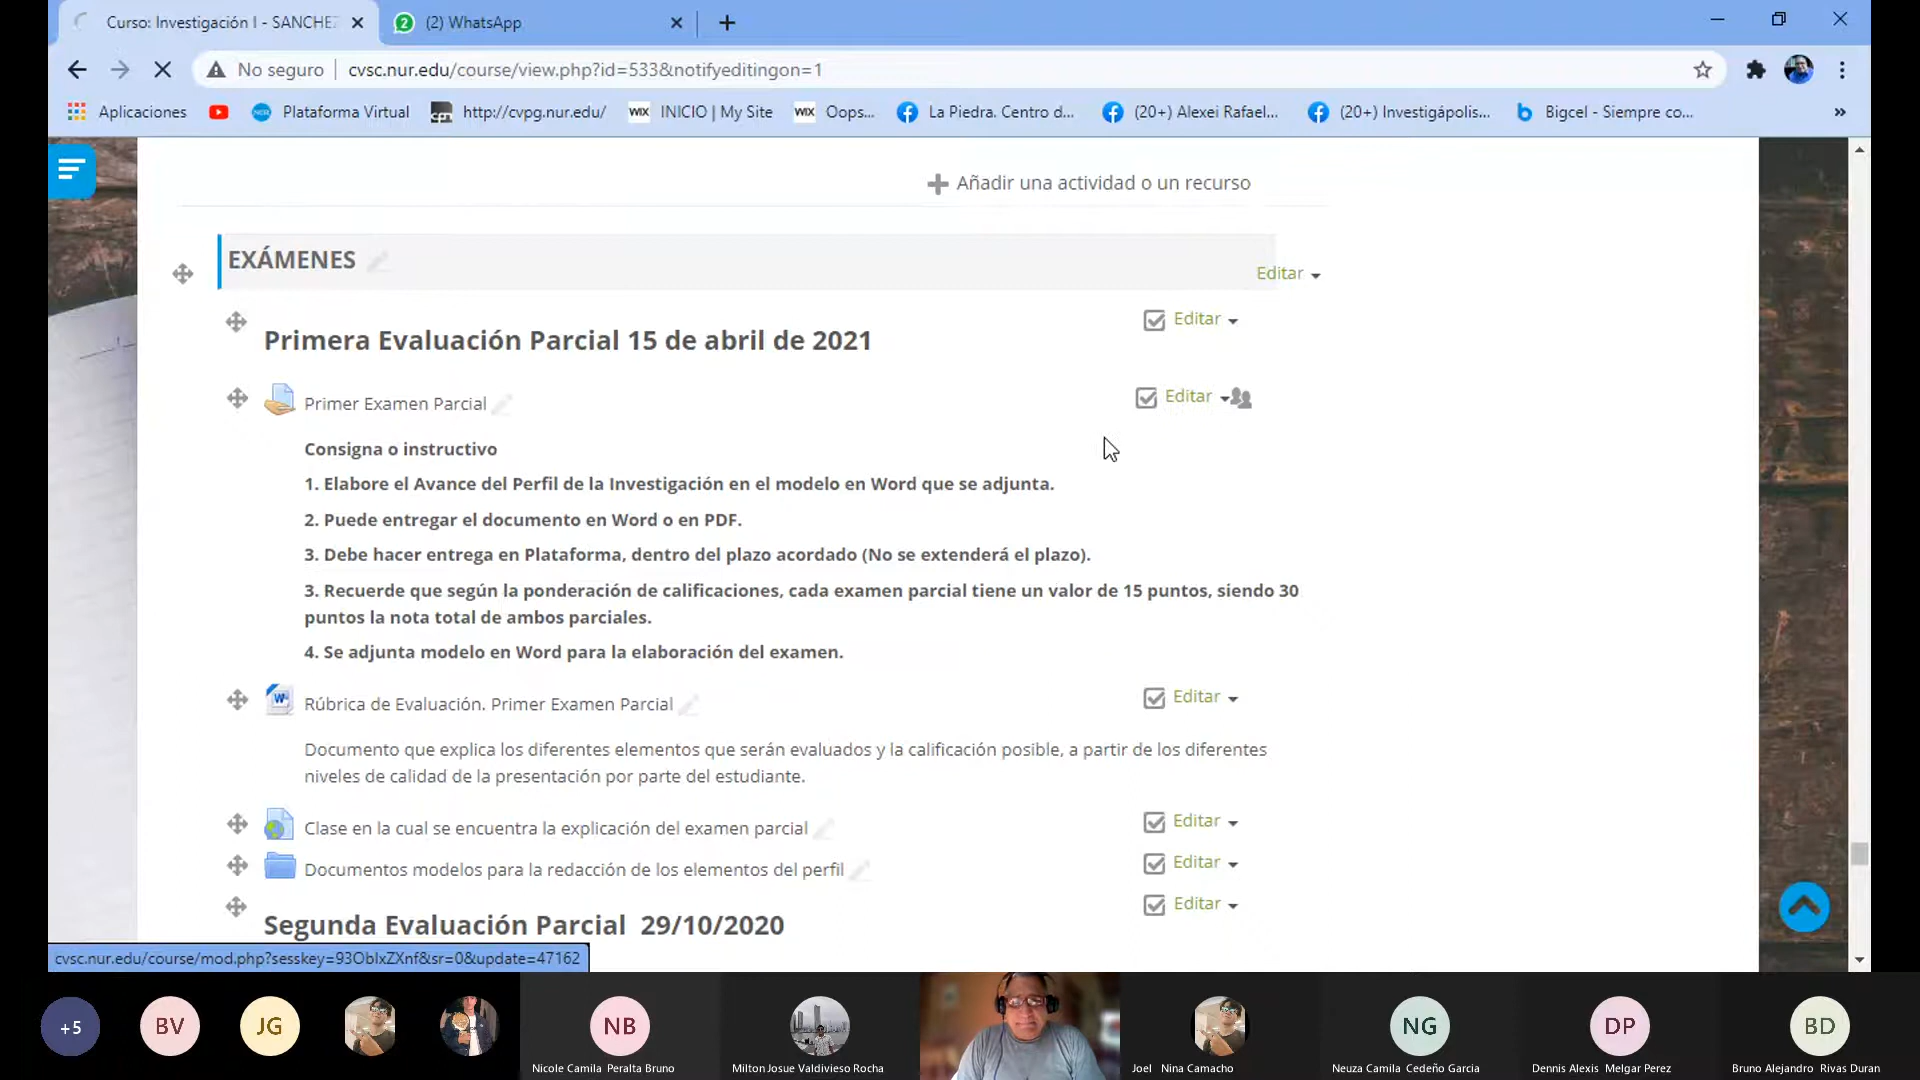 Curso: Investigación I - SANCHEZ
2 (2) WhatsApp
No seguro cvsc.nur.edu/course/view.php?id=533&notifyeditingon=1
Aplicaciones
Plataforma Virtual
http://cvpg.nur.edu/
WIX INICIO | My Site
WIX Oops...
La Piedra. Centro d...
(20+) Alexei Rafael...
(20+) Investigápolis...
Bigcel - Siempre co...
»
Añadir una actividad o un recurso
EXÁMENES
Editar
Primera Evaluación Parcial 15 de abril de 2021
Editar
Primer Examen Parcial
Editar
Consigna o instructivo
1. Elabore el Avance del Perfil de la Investigación en el modelo en Word que se adjunta.
2. Puede entregar el documento en Word o en PDF.
3. Debe hacer entrega en Plataforma, dentro del plazo acordado (No se extenderá el plazo).
3. Recuerde que según la ponderación de calificaciones, cada examen parcial tiene un valor de 15 puntos, siendo 30
puntos la nota total de ambos parciales.
4. Se adjunta modelo en Word para la elaboración del examen.
Rúbrica de Evaluación. Primer Examen Parcial
Editar
Documento que explica los diferentes elementos que serán evaluados y la calificación posible, a partir de los diferentes
niveles de calidad de la presentación por parte del estudiante.
Clase en la cual se encuentra la explicación del examen parcial
Editar
Documentos modelos para la redacción de los elementos del perfil
Editar
Segunda Evaluación Parcial 29/10/2020
Editar
cvsc.nur.edu/course/mod.php?sesskey=93OblxZXnf&sr=0&update=47162
+5
BV
JG
NB
NG
DP
BD
Nicole Camila Peralta Bruno
Milton Josue Valdivieso Rocha
Joel Nina Camacho
Neuza Camila Cedeño Garcia
Dennis Alexis Melgar Perez
Bruno Alejandro Rivas Duran